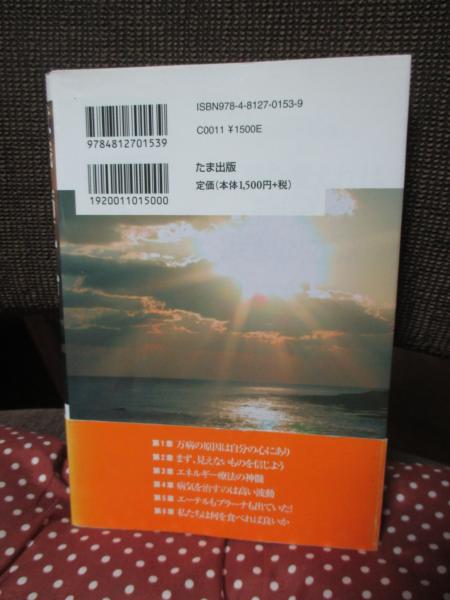 ISBN978-4-8127-0153-9
C0011 ¥1500E
9784812701539
たま出版
定価(本体1,500円+税)
1920011015000
第1章 万病の原因は自分の心にあり
第2章 まず、見えないものを信じよう
第3章 エネルギー療法の神髄
第4章 病気を治すのは高い波動
第5章 エーテルもプラーナも出ていた!
第6章 私たちは何を食べれば良いか